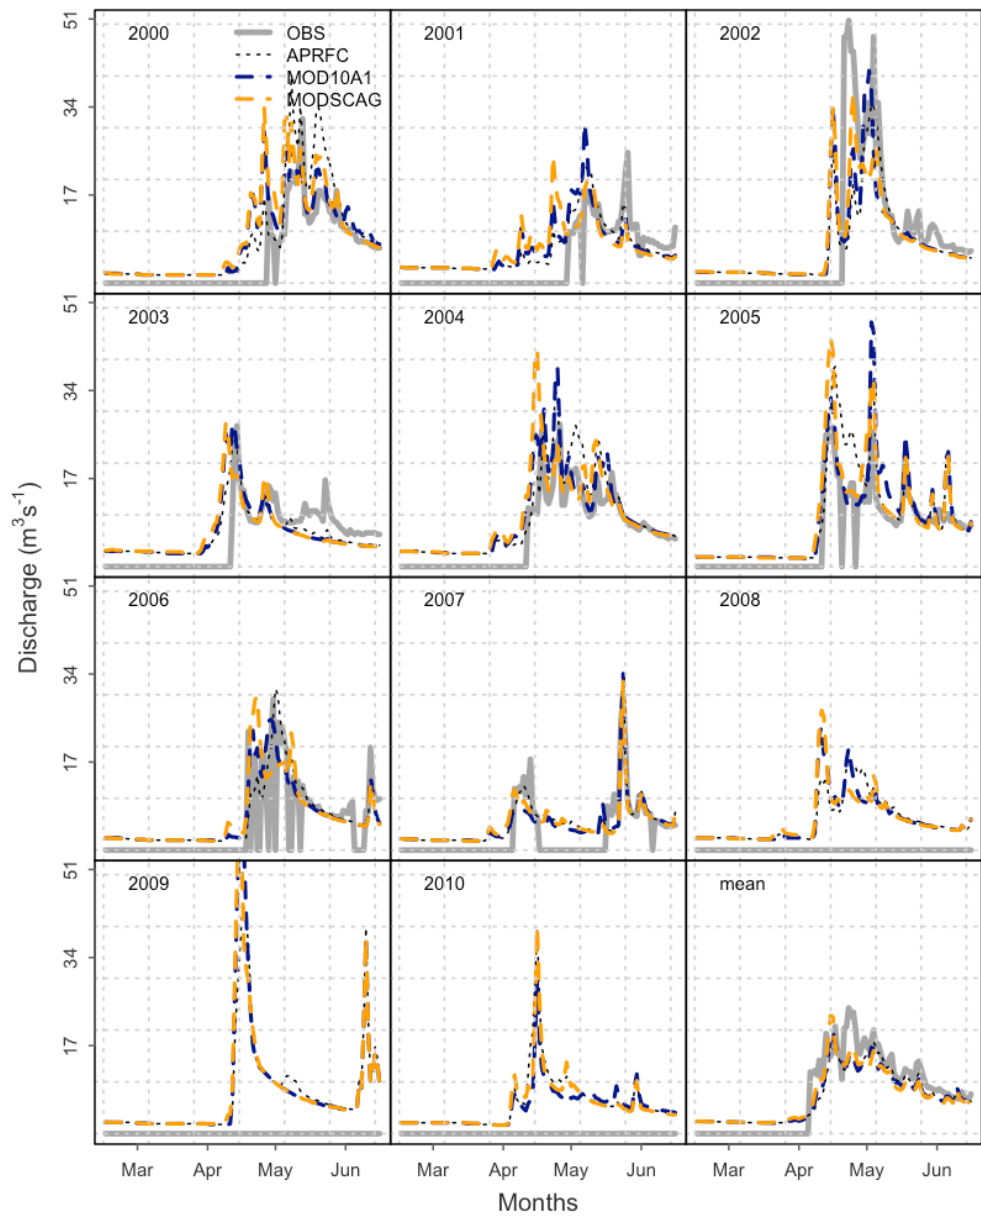 2000
OBS
APRFC
MOD10A1
MODSCAG
2001
2002
51
34
17
2003
2004
2005
51
34
17
2006
2007
2008
51
34
17
2009
2010
mean
51
34
17
Discharge (m³s⁻¹)
Mar Apr May Jun
Mar Apr May Jun
Mar Apr May Jun
Months